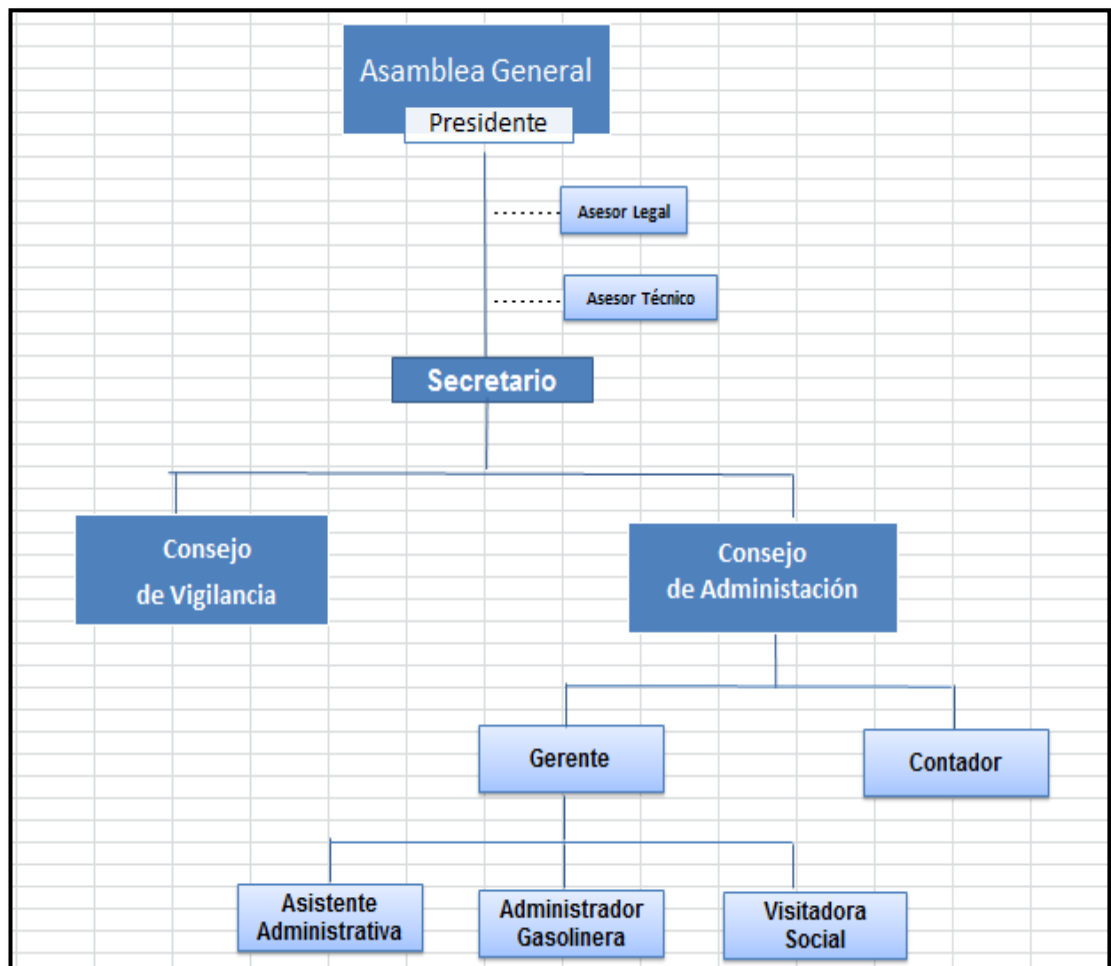 Asamblea General
Presidente
Asesor Legal
Asesor Técnico
Secretario
Consejo
de Vigilancia
Consejo
de Administación
Gerente
Contador
Asistente
Administrativa
Administrador
Gasolinera
Visitadora
Social